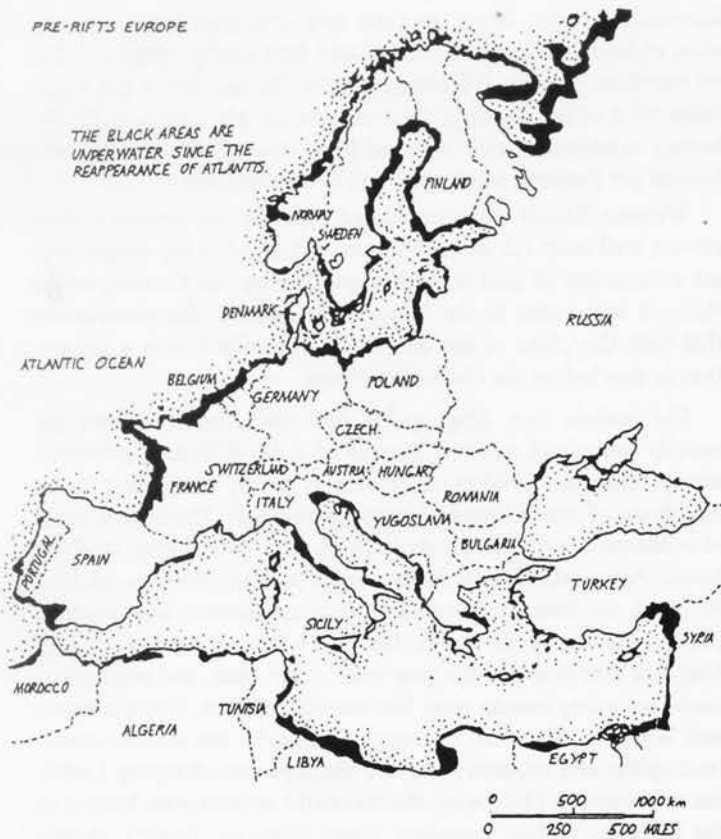 PRE-RIFTS EUROPE
THE BLACK AREAS ARE
UNDERWATER SINCE THE
REAPPEARANCE OF ATLANTIS.
FINLAND
NORWAY
SWEDEN
DENMARK
RUSSIA
ATLANTIC OCEAN
BELGIUM
GERMANY
POLAND
CZECH.
SWITZERLAND
AUSTRIA
HUNGARY
FRANCE
ITALY
ROMANIA
YUGOSLAVIA
BULGARIA
PORTUGAL
SPAIN
TURKEY
SICILY
SYRIA
MOROCCO
TUNISIA
ALGERIA
LIBYA
EGYPT
0 500 1000 km
0 250 500 MILES